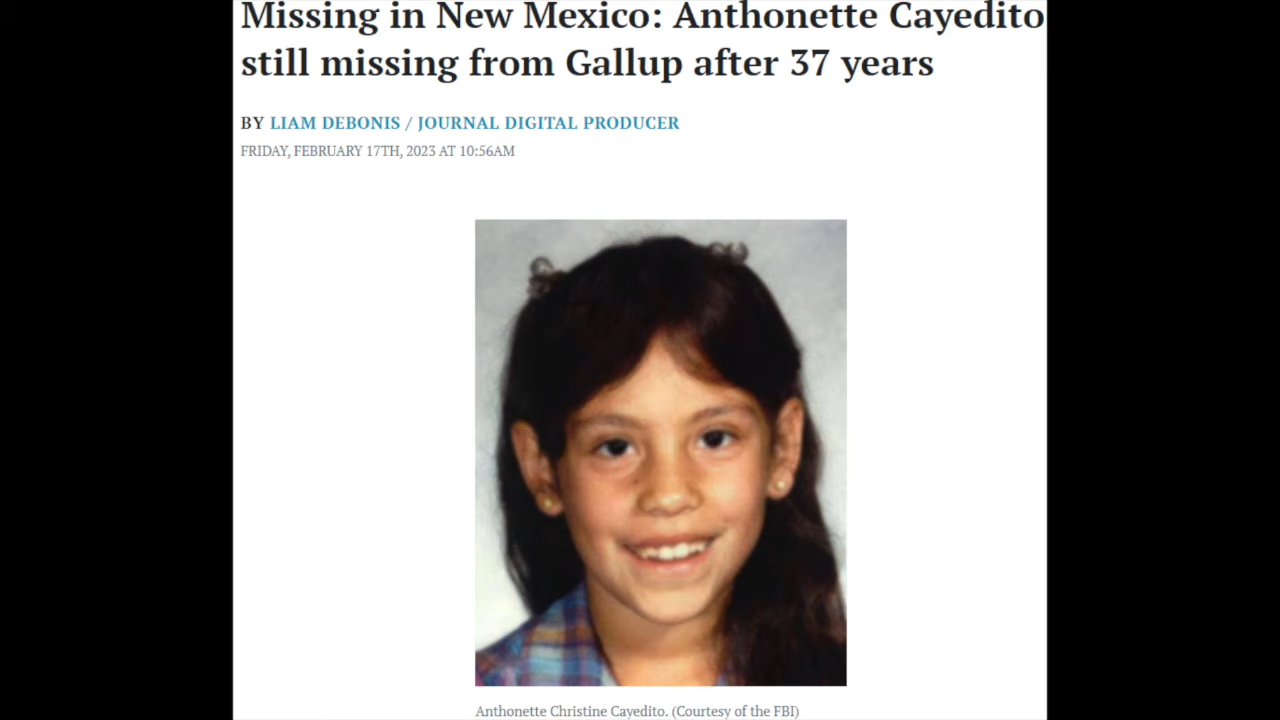 Missing in New Mexico: Anthonette Cayedito
still missing from Gallup after 37 years
BY LIAM DEBONIS / JOURNAL DIGITAL PRODUCER
FRIDAY, FEBRUARY 17TH, 2023 AT 10:56AM
Anthonette Christine Cayedito. (Courtesy of the FBI)